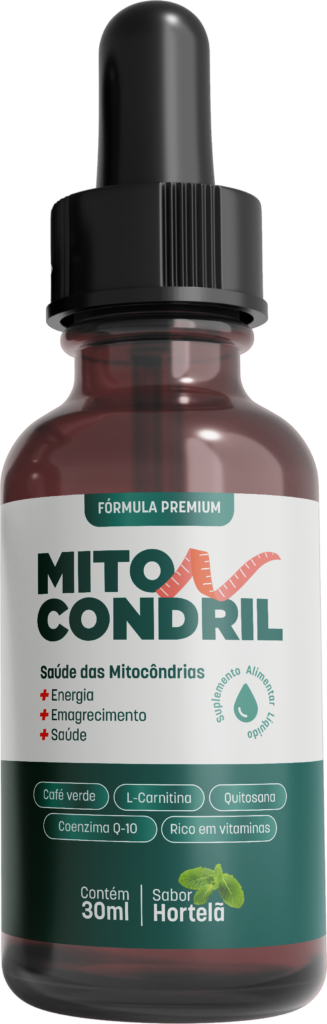 FÓRMULA PREMIUM
MITO
CONDRIL
Saúde das Mitocôndrias
+Energia
+Emagrecimento
+Saúde
Suplemento Alimentar Líquido
Café verde
L-Carnitina
Quitosana
Coenzima Q-10
Rico em vitaminas
Contém
30ml
Sabor
Hortelã